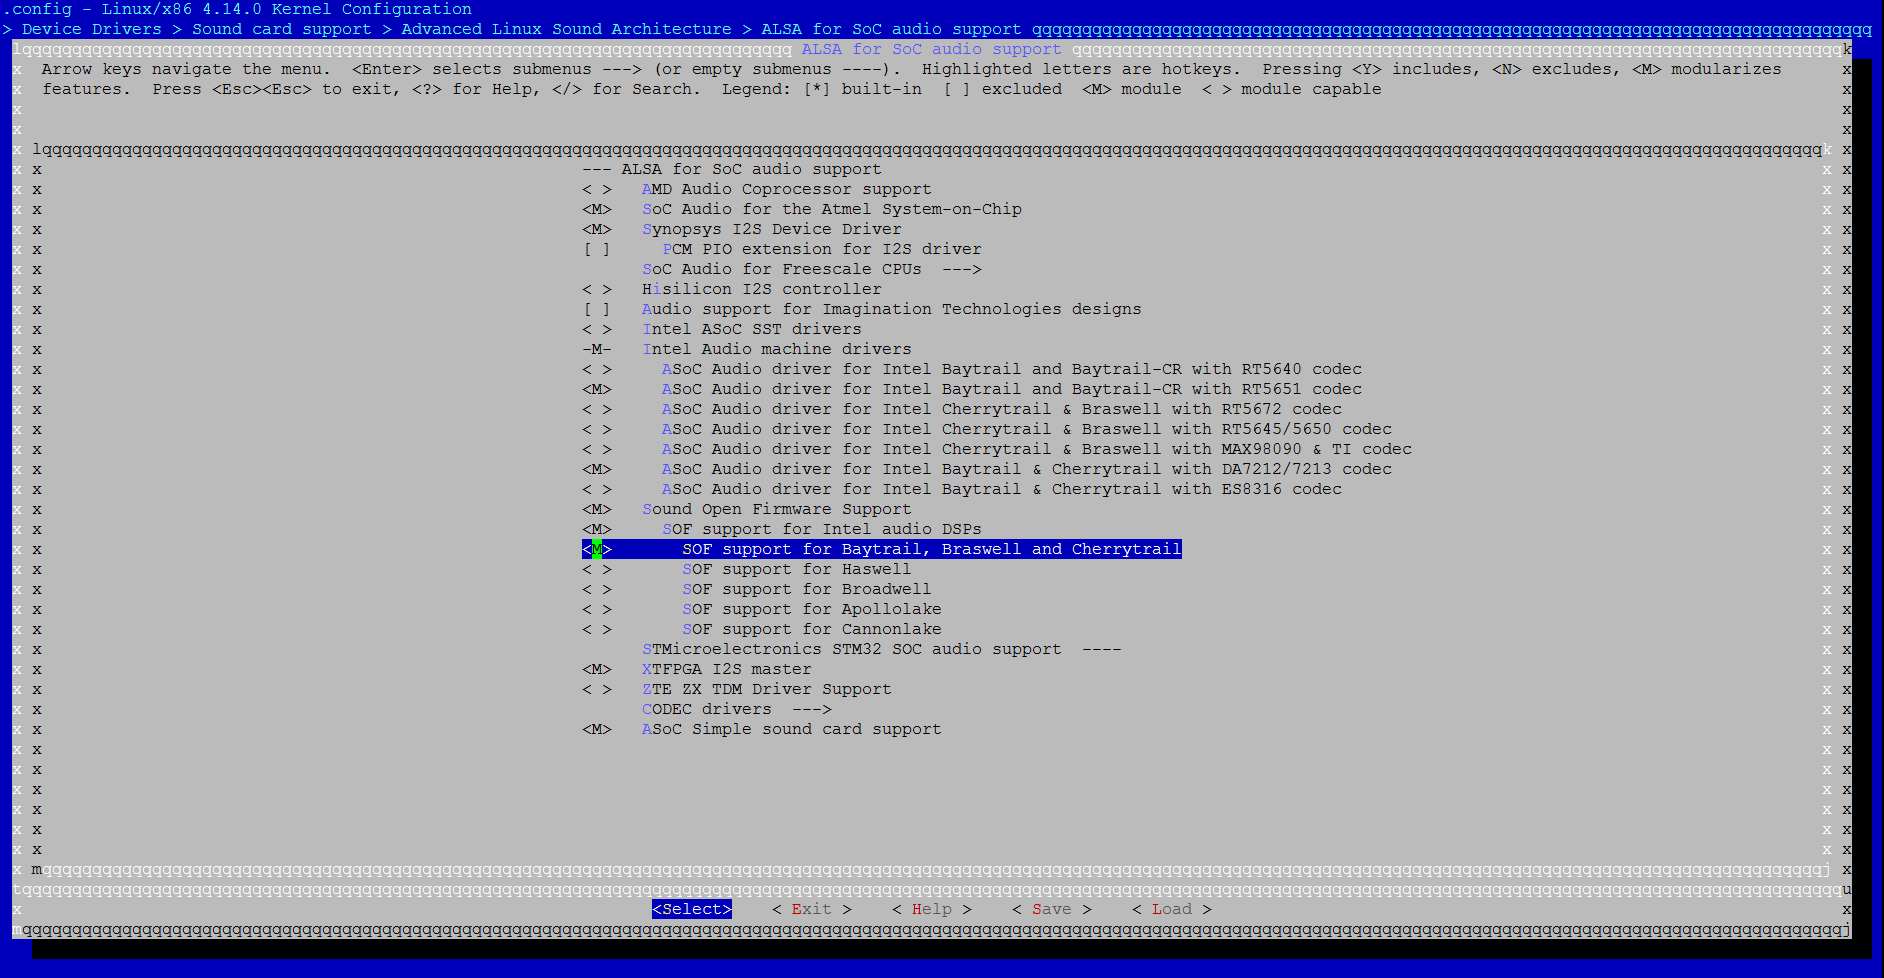 .config - Linux/x86 4.14.0 Kernel Configuration
> Device Drivers > Sound card support > Advanced Linux Sound Architecture > ALSA for SoC audio support qqqqqqqqqqqqqqqqqqqqqqqqqqqqqqqqqqqqqqqqqqqqqqqqqqqqqqqqqqqqqqqqqqqqqqqqqqqqqqqqqqqq
lqqqqqqqqqqqqqqqqqqqqqqqqqqqqqqqqqqqqqqqqqqqqqqqqqqqqqqqqqqqqqqqqqqqqqqqqqqqqq ALSA for SoC audio support qqqqqqqqqqqqqqqqqqqqqqqqqqqqqqqqqqqqqqqqqqqqqqqqqqqqqqqqqqqqqqqqqqqqqqqqqqqqqk
x Arrow keys navigate the menu. <Enter> selects submenus ---> (or empty submenus ----). Highlighted letters are hotkeys. Pressing <Y> includes, <N> excludes, <M> modularizes x
x features. Press <Esc><Esc> to exit, <?> for Help, </> for Search. Legend: [*] built-in [ ] excluded <M> module < > module capable x
x x
x x
x lqqqqqqqqqqqqqqqqqqqqqqqqqqqqqqqqqqqqqqqqqqqqqqqqqqqqqqqqqqqqqqqqqqqqqqqqqqqqqqqqqqqqqqqqqqqqqqqqqqqqqqqqqqqqqqqqqqqqqqqqqqqqqqqqqqqqqqqqqqqqqqqqqqqqqqqqqqqqqqqqqqqqqqqqqqqqqqk x
x x --- ALSA for SoC audio support x x
x x < > AMD Audio Coprocessor support x x
x x <M> SoC Audio for the Atmel System-on-Chip x x
x x <M> Synopsys I2S Device Driver x x
x x [ ] PCM PIO extension for I2S driver x x
x x SoC Audio for Freescale CPUs ---> x x
x x < > Hisilicon I2S controller x x
x x [ ] Audio support for Imagination Technologies designs x x
x x < > Intel ASoC SST drivers x x
x x -M- Intel Audio machine drivers x x
x x < > ASoC Audio driver for Intel Baytrail and Baytrail-CR with RT5640 codec x x
x x <M> ASoC Audio driver for Intel Baytrail and Baytrail-CR with RT5651 codec x x
x x < > ASoC Audio driver for Intel Cherrytrail & Braswell with RT5672 codec x x
x x < > ASoC Audio driver for Intel Cherrytrail & Braswell with RT5645/5650 codec x x
x x < > ASoC Audio driver for Intel Cherrytrail & Braswell with MAX98090 & TI codec x x
x x <M> ASoC Audio driver for Intel Baytrail & Cherrytrail with DA7212/7213 codec x x
x x < > ASoC Audio driver for Intel Baytrail & Cherrytrail with ES8316 codec x x
x x <M> Sound Open Firmware Support x x
x x <M> SOF support for Intel audio DSPs x x
x x <M> SOF support for Baytrail, Braswell and Cherrytrail x x
x x < > SOF support for Haswell x x
x x < > SOF support for Broadwell x x
x x < > SOF support for Apollolake x x
x x < > SOF support for Cannonlake x x
x x STMicroelectronics STM32 SOC audio support ---- x x
x x <M> XTFPGA I2S master x x
x x < > ZTE ZX TDM Driver Support x x
x x CODEC drivers ---> x x
x x <M> ASoC Simple sound card support x x
x x x x
x x x x
x x x x
x x x x
x x x x
x x x x
x mqqqqqqqqqqqqqqqqqqqqqqqqqqqqqqqqqqqqqqqqqqqqqqqqqqqqqqqqqqqqqqqqqqqqqqqqqqqqqqqqqqqqqqqqqqqqqqqqqqqqqqqqqqqqqqqqqqqqqqqqqqqqqqqqqqqqqqqqqqqqqqqqqqqqqqqqqqqqqqqqqqqqqqqqqqqqqqj x
tqqqqqqqqqqqqqqqqqqqqqqqqqqqqqqqqqqqqqqqqqqqqqqqqqqqqqqqqqqqqqqqqqqqqqqqqqqqqqqqqqqqqqqqqqqqqqqqqqqqqqqqqqqqqqqqqqqqqqqqqqqqqqqqqqqqqqqqqqqqqqqqqqqqqqqqqqqqqqqqqqqqqqqqqqqqqqqqqqqu
x <Select> < Exit > < Help > < Save > < Load > x
mqqqqqqqqqqqqqqqqqqqqqqqqqqqqqqqqqqqqqqqqqqqqqqqqqqqqqqqqqqqqqqqqqqqqqqqqqqqqqqqqqqqqqqqqqqqqqqqqqqqqqqqqqqqqqqqqqqqqqqqqqqqqqqqqqqqqqqqqqqqqqqqqqqqqqqqqqqqqqqqqqqqqqqqqqqqqqqqqqqj